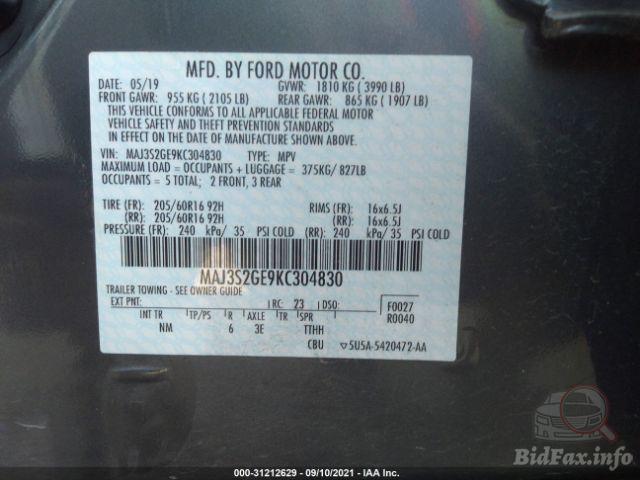 MFD. BY FORD MOTOR CO.
DATE: 05/19 GVWR: 1810 KG ( 3990 LB)
FRONT GAWR: 955 KG ( 2105 LB) REAR GAWR: 865 KG ( 1907 LB)
THIS VEHICLE CONFORMS TO ALL APPLICABLE FEDERAL MOTOR
VEHICLE SAFETY AND THEFT PREVENTION STANDARDS
IN EFFECT ON THE DATE OF MANUFACTURE SHOWN ABOVE.
VIN: MAJ3S2GE9KC304830 TYPE: MPV
MAXIMUM LOAD = OCCUPANTS + LUGGAGE = 375KG/ 827LB
OCCUPANTS = 5 TOTAL; 2 FRONT, 3 REAR
TIRE (FR): 205/60R16 92H RIMS (FR): 16x6.5J
(RR): 205/60R16 92H (RR): 16x6.5J
PRESSURE (FR): 240 kPa/ 35 PSI COLD (RR): 240 kPa/ 35 PSI COLD
MAJ3S2GE9KC304830
TRAILER TOWING - SEE OWNER GUIDE
EXT PNT: RC: 23 DSO: F0027
INT TR TP/PS R AXLE TR SPR R0040
NM 6 3E TTHH
CBU 5U5A-5420472-AA
000-31212629 - 09/10/2021 - IAA Inc.
BidFax.info